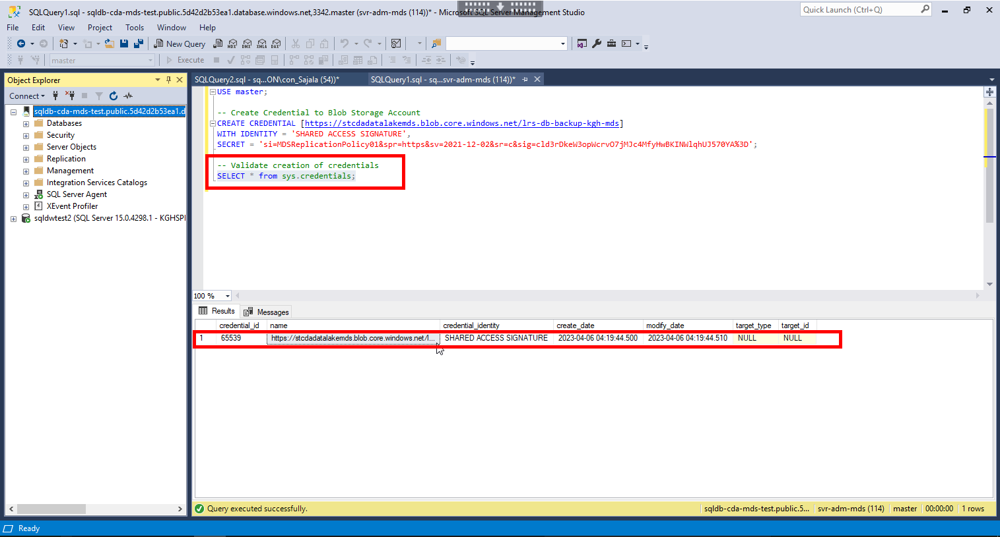 SQLQuery1.sql - sqldb-cda-mds-test.public.5d42d2b53ea1.database.windows.net,3342.master (svr-adm-mds (114))* - Microsoft SQL Server Management Studio
Quick Launch (Ctrl+Q)
File Edit View Project Tools Window Help
New Query MDX DMX XMLA DAX
master Execute
Object Explorer
SQLQuery2.sql - sq...ON\con_Sajala (54))* SQLQuery1.sql - sq...svr-adm-mds (114))*
Connect
sqldb-cda-mds-test.public.5d42d2b53ea1.d
Databases
Security
Server Objects
Replication
Management
Integration Services Catalogs
SQL Server Agent
XEvent Profiler
sqldwtest2 (SQL Server 15.0.4298.1 - KGHSPI
USE master;
-- Create Credential to Blob Storage Account
CREATE CREDENTIAL [https://stcdadatalakemds.blob.core.windows.net/lrs-db-backup-kgh-mds]
WITH IDENTITY = 'SHARED ACCESS SIGNATURE',
SECRET = 'si=MDSReplicationPolicy01&spr=https&sv=2021-12-02&sr=c&sig=cld3rDkeW3opWcrvO7jMJc4MfyHwBKINWlqhUJ570YA%3D';
-- Validate creation of credentials
SELECT * from sys.credentials;
100 %
Results Messages
credential_id name credential_identity create_date modify_date target_type target_id
1 65539 https://stcdadatalakemds.blob.core.windows.net/l... SHARED ACCESS SIGNATURE 2023-04-06 04:19:44.500 2023-04-06 04:19:44.510 NULL NULL
Query executed successfully. sqldb-cda-mds-test.public.5... svr-adm-mds (114) master 00:00:00 1 rows
Ready